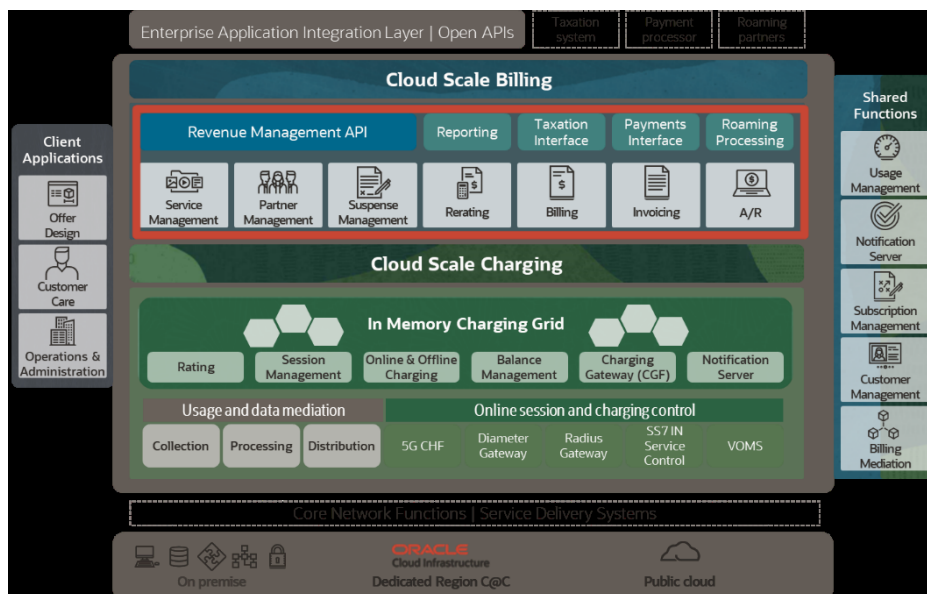 Enterprise Application Integration Layer | Open APIs
Taxation
system
Payment
processor
Roaming
partners
Cloud Scale Billing
Revenue Management API
Reporting
Taxation
Interface
Payments
Interface
Roaming
Processing
Service
Management
Partner
Management
Suspense
Management
Rerating
Billing
Invoicing
A/R
Client
Applications
Offer
Design
Customer
Care
Operations &
Administration
Cloud Scale Charging
In Memory Charging Grid
Rating
Session
Management
Online & Offline
Charging
Balance
Management
Charging
Gateway (CGF)
Notification
Server
Usage and data mediation
Collection
Processing
Distribution
Online session and charging control
5G CHF
Diameter
Gateway
Radius
Gateway
SS7 IN
Service
Control
VOMS
Shared
Functions
Usage
Management
Notification
Server
Subscription
Management
Customer
Management
Billing
Mediation
Core Network Functions | Service Delivery Systems
On premise
ORACLE
Cloud Infrastructure
Dedicated Region C@C
Public cloud